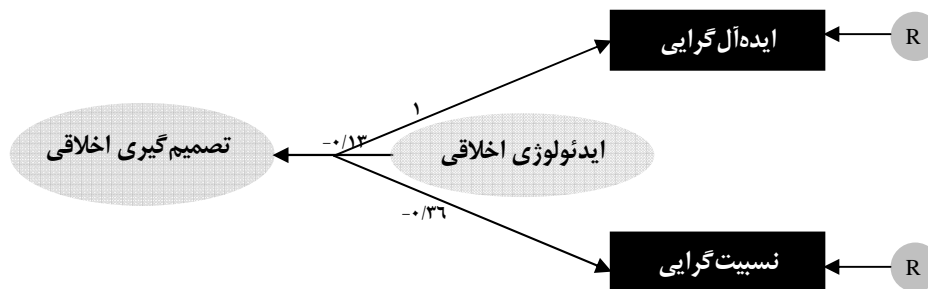 ایده‌آل‌گرایی
R
۱
تصمیم‌گیری اخلاقی
-۰/۱۳
ایدئولوژی اخلاقی
-۰/۳۶
نسبیت‌گرایی
R